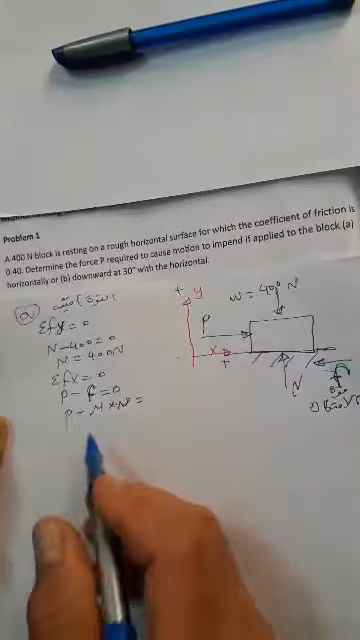 Problem 1
A 400 N block is resting on a rough horizontal surface for which the coefficient of friction is
0.40. Determine the force P required to cause motion to impend if applied to the block (a)
horizontally or (b) downward at 30° with the horizontal.
a
Σfy=0
N-400=0
N=400N
Σfx=0
P-f=0
P-M*N=
+ y
W=400 N
P
x
+
N
f